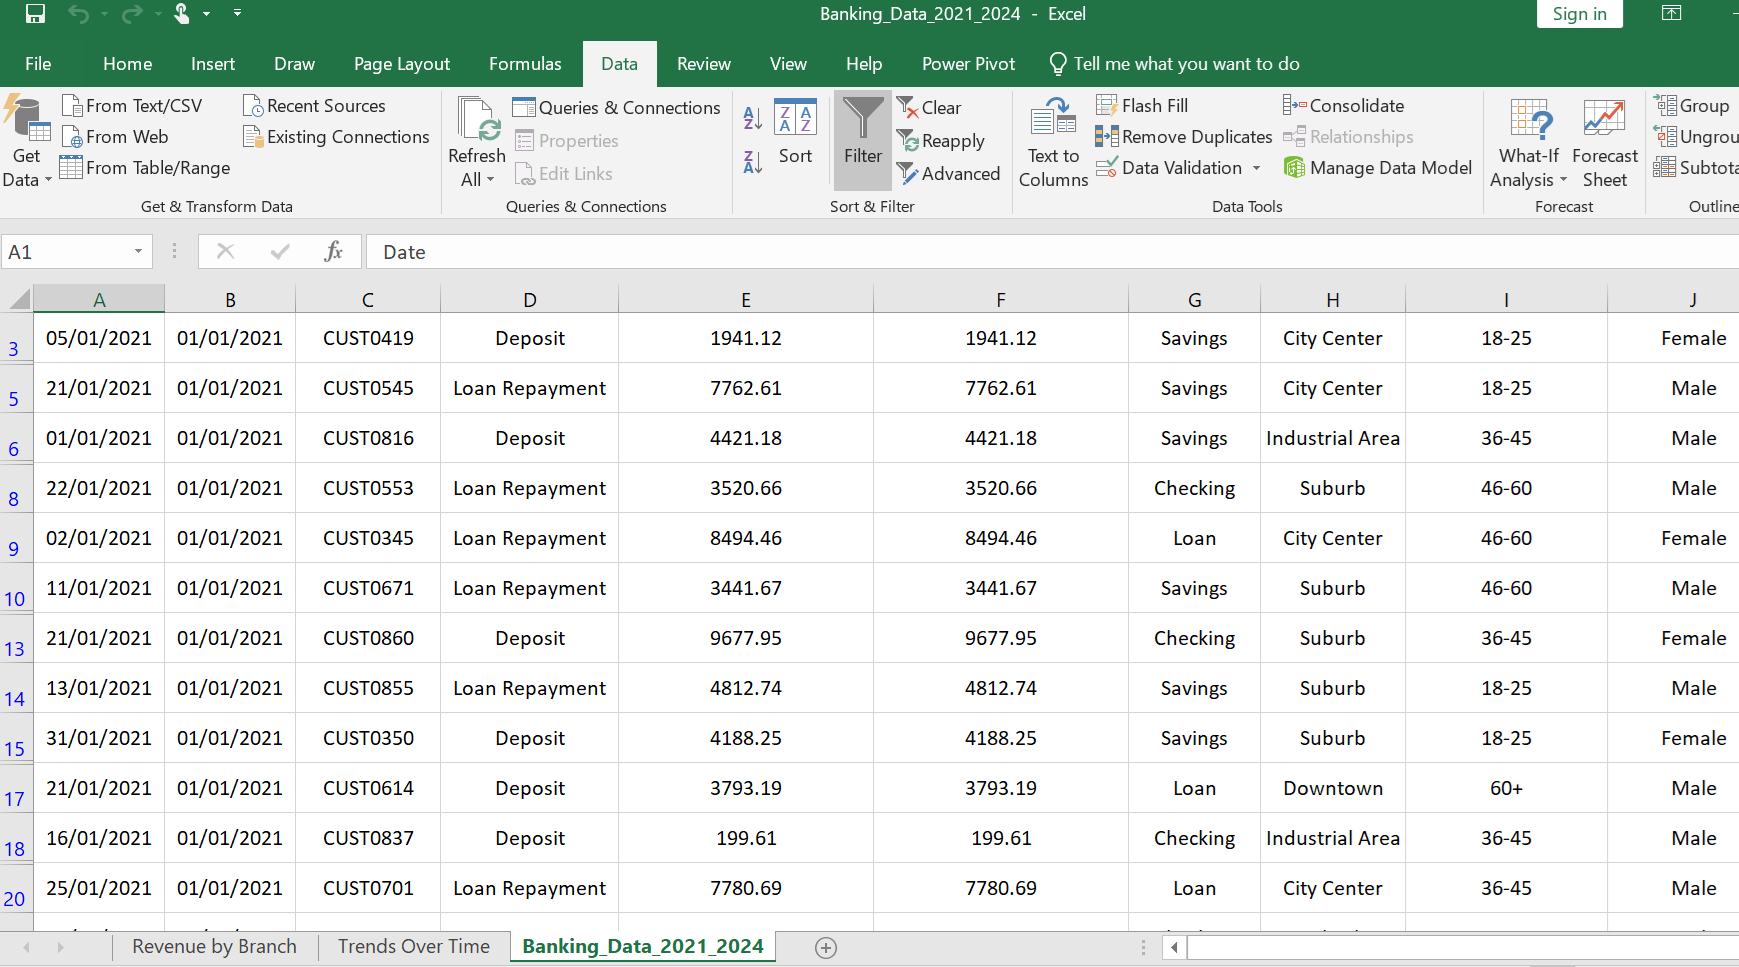 Banking_Data_2021_2024 - Excel
Sign in
File Home Insert Draw Page Layout Formulas Data Review View Help Power Pivot Tell me what you want to do
Get Data
From Text/CSV
From Web
From Table/Range
Recent Sources
Existing Connections
Get & Transform Data
Refresh All
Queries & Connections
Properties
Edit Links
Queries & Connections
A Z
Z A
Z A A Z
Sort
Filter
Clear
Reapply
Advanced
Sort & Filter
Text to Columns
Flash Fill
Remove Duplicates
Data Validation
Consolidate
Relationships
Manage Data Model
Data Tools
What-If Analysis
Forecast Sheet
Forecast
Group
Ungrou
Subtota
Outline
A1 fx Date
A B C D E F G H I J
3 05/01/2021 01/01/2021 CUST0419 Deposit 1941.12 1941.12 Savings City Center 18-25 Female
5 21/01/2021 01/01/2021 CUST0545 Loan Repayment 7762.61 7762.61 Savings City Center 18-25 Male
6 01/01/2021 01/01/2021 CUST0816 Deposit 4421.18 4421.18 Savings Industrial Area 36-45 Male
8 22/01/2021 01/01/2021 CUST0553 Loan Repayment 3520.66 3520.66 Checking Suburb 46-60 Male
9 02/01/2021 01/01/2021 CUST0345 Loan Repayment 8494.46 8494.46 Loan City Center 46-60 Female
10 11/01/2021 01/01/2021 CUST0671 Loan Repayment 3441.67 3441.67 Savings Suburb 46-60 Male
13 21/01/2021 01/01/2021 CUST0860 Deposit 9677.95 9677.95 Checking Suburb 36-45 Female
14 13/01/2021 01/01/2021 CUST0855 Loan Repayment 4812.74 4812.74 Savings Suburb 18-25 Male
15 31/01/2021 01/01/2021 CUST0350 Deposit 4188.25 4188.25 Savings Suburb 18-25 Female
17 21/01/2021 01/01/2021 CUST0614 Deposit 3793.19 3793.19 Loan Downtown 60+ Male
18 16/01/2021 01/01/2021 CUST0837 Deposit 199.61 199.61 Checking Industrial Area 36-45 Male
20 25/01/2021 01/01/2021 CUST0701 Loan Repayment 7780.69 7780.69 Loan City Center 36-45 Male
Revenue by Branch Trends Over Time Banking_Data_2021_2024